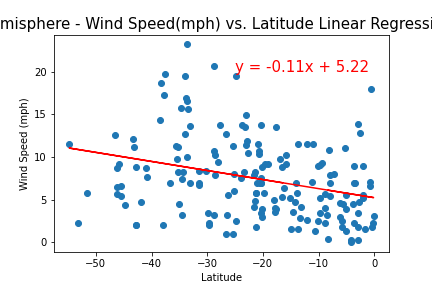 misphere - Wind Speed(mph) vs. Latitude Linear Regressi
y = -0.11x + 5.22
Wind Speed (mph)
20
15
10
5
0
−50
−40
−30
−20
−10
0
Latitude